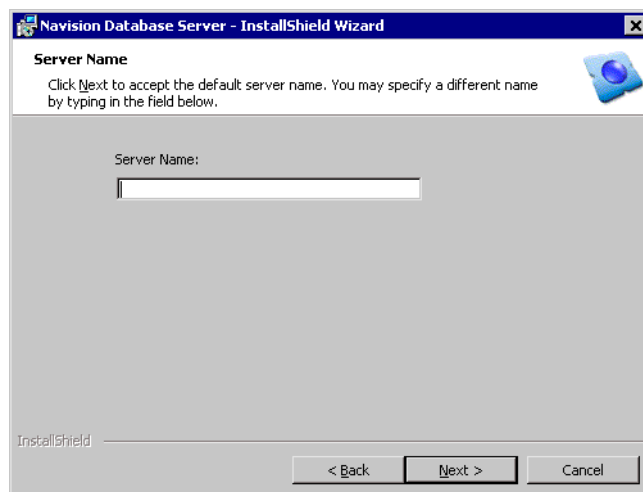 Navision Database Server - InstallShield Wizard
Server Name
Click Next to accept the default server name. You may specify a different name
by typing in the field below.
Server Name:
InstallShield
< Back Next > Cancel